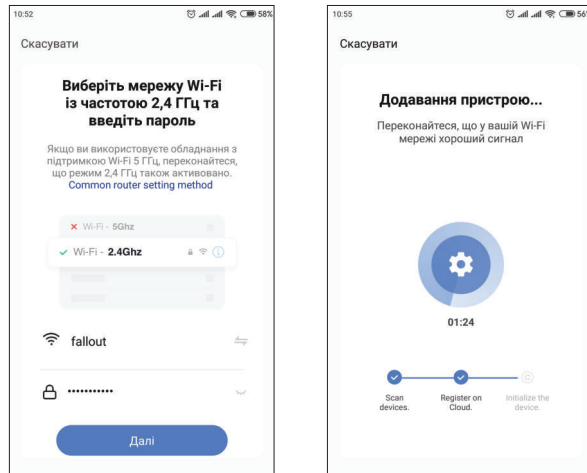 10:52
58%
Скасувати
Виберіть мережу Wi-Fi
із частотою 2,4 ГГц та
введіть пароль
Якщо ви використовуєте обладнання з
підтримкою Wi-Fi 5 ГГц, переконайтеся,
що режим 2,4 ГГц також активовано.
Common router setting method
Wi-Fi - 5Ghz
Wi-Fi - 2.4Ghz
fallout
•••••••••••
Далі
10:55
56
Скасувати
Додавання пристрою...
Переконайтеся, що у вашій Wi-Fi
мережі хороший сигнал
01:24
Scan
devices.
Register on
Cloud.
Initialize the
device.